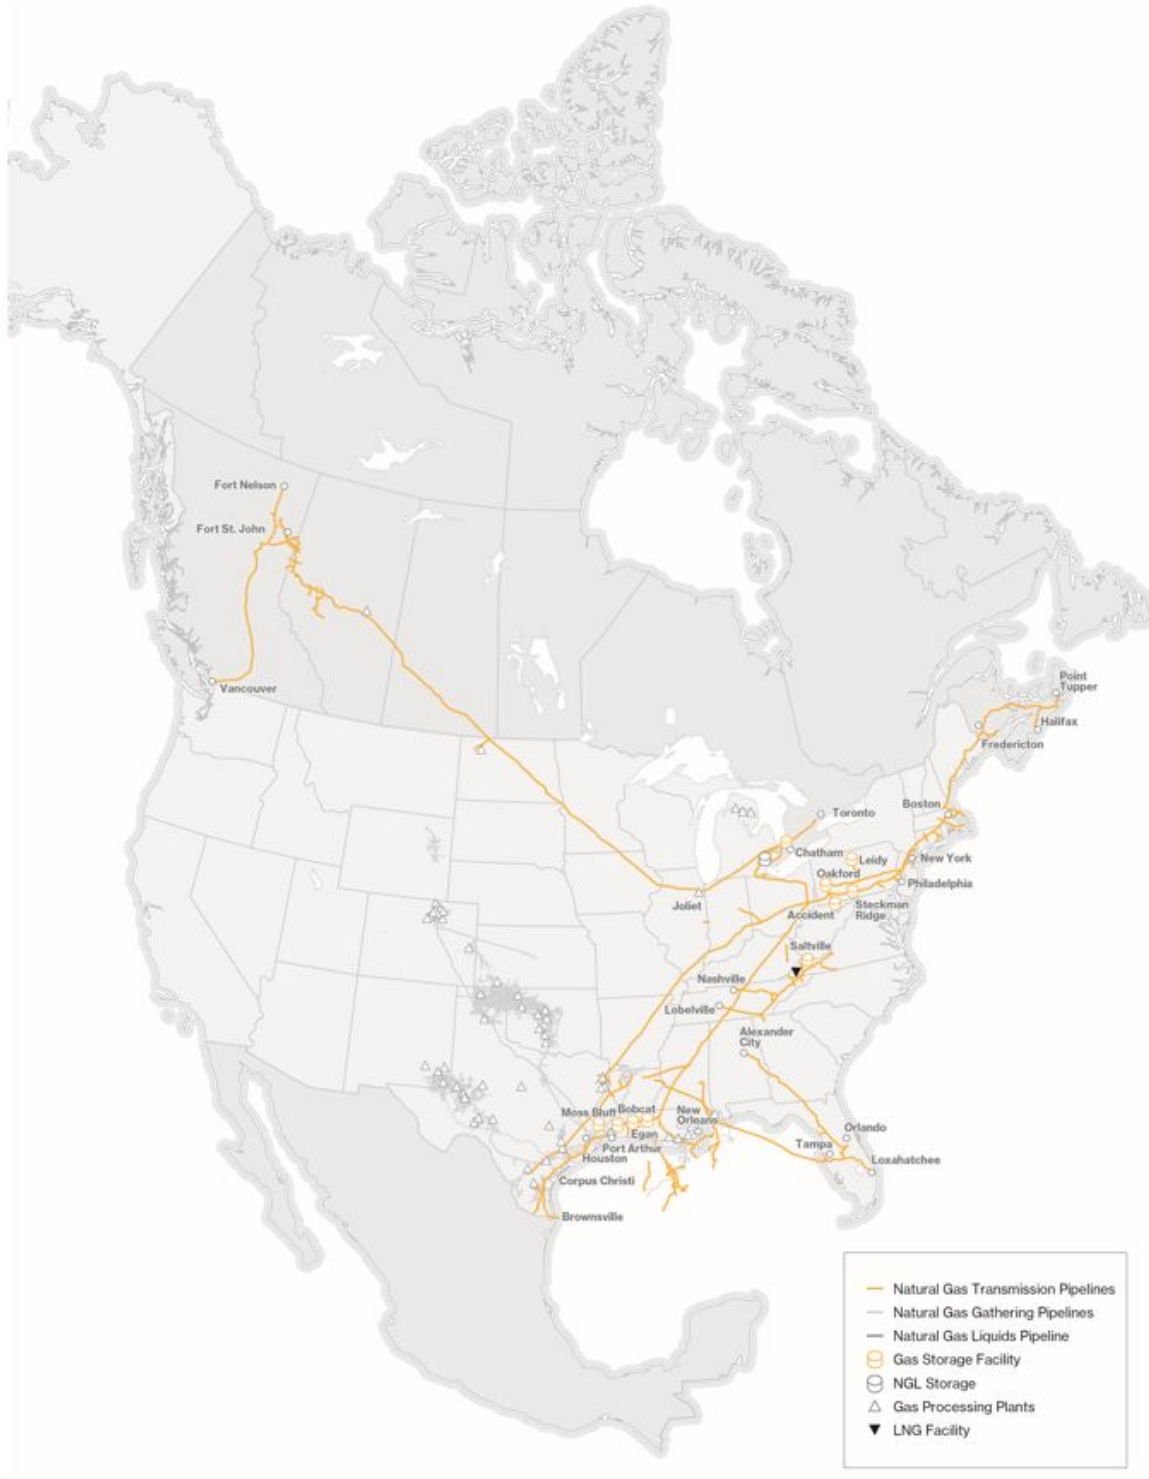 Fort Nelson
Fort St. John
Vancouver
Point
Tupper
Halifax
Fredericton
Boston
Toronto
Chatham
Leidy
New York
Oakford
Philadelphia
Joliet
Accident
Steckman
Ridge
Saltville
Nashville
Lobelville
Alexander
City
Moss Bluff
Bobcat
New
Orleans
Egan
Port Arthur
Houston
Orlando
Tampa
Loxahatchee
Corpus Christi
Brownsville
Natural Gas Transmission Pipelines
Natural Gas Gathering Pipelines
Natural Gas Liquids Pipeline
Gas Storage Facility
NGL Storage
Gas Processing Plants
LNG Facility